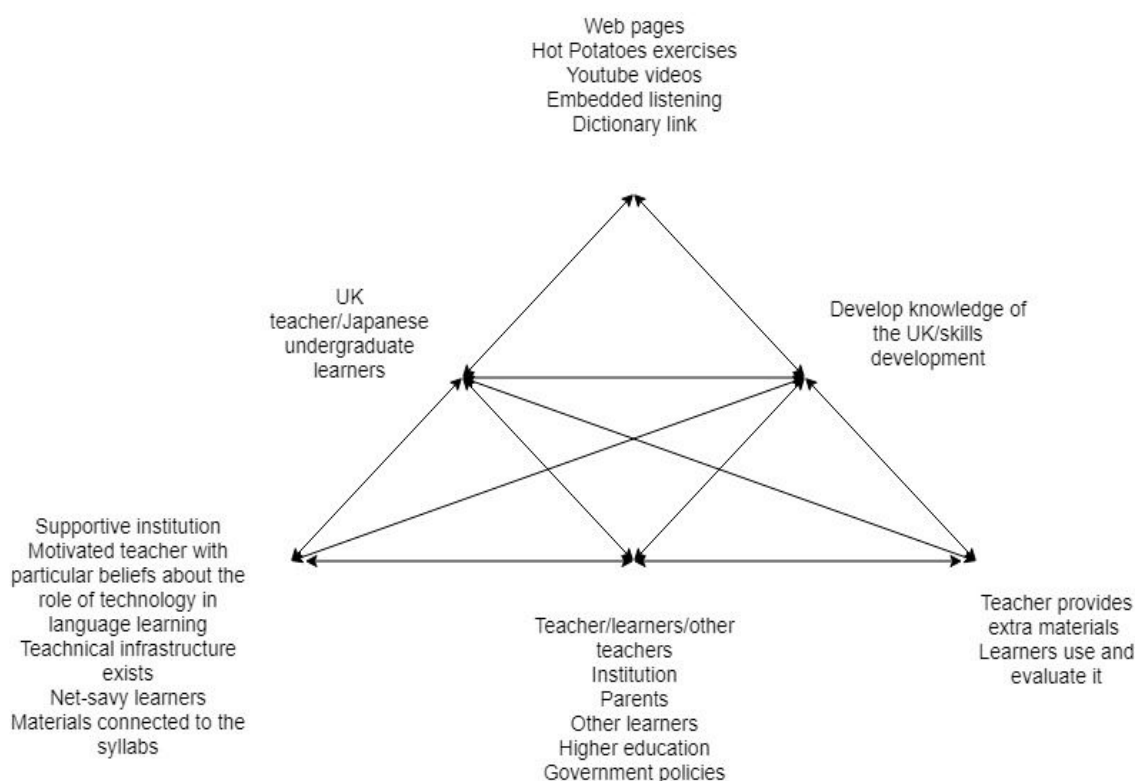 Web pages
Hot Potatoes exercises
Youtube videos
Embedded listening
Dictionary link
UK
teacher/Japanese
undergraduate
learners
Develop knowledge of
the UK/skills
development
Supportive institution
Motivated teacher with
particular beliefs about the
role of technology in
language learning
Teachnical infrastructure
exists
Net-savy learners
Materials connected to the
syllabs
Teacher/learners/other
teachers
Institution
Parents
Other learners
Higher education
Government policies
Teacher provides
extra materials
Learners use and
evaluate it